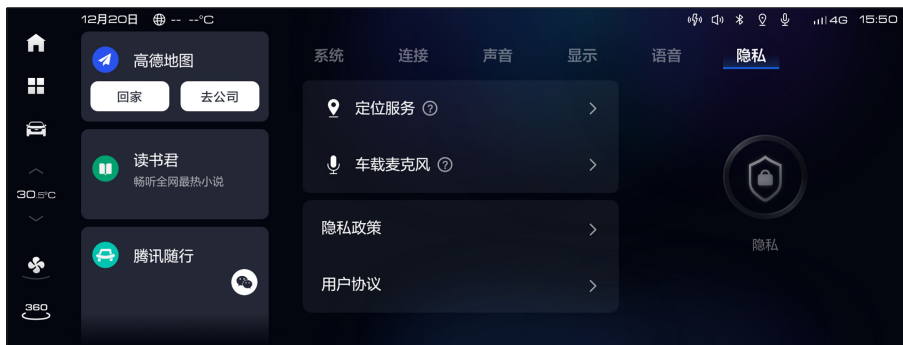 12月20日 -- --°C
4G 15:50
30.5°C
360
高德地图
回家 去公司
读书君
畅听全网最热小说
腾讯随行
系统 连接 声音 显示 语音 隐私
定位服务 ?
车载麦克风 ?
隐私政策
用户协议
隐私